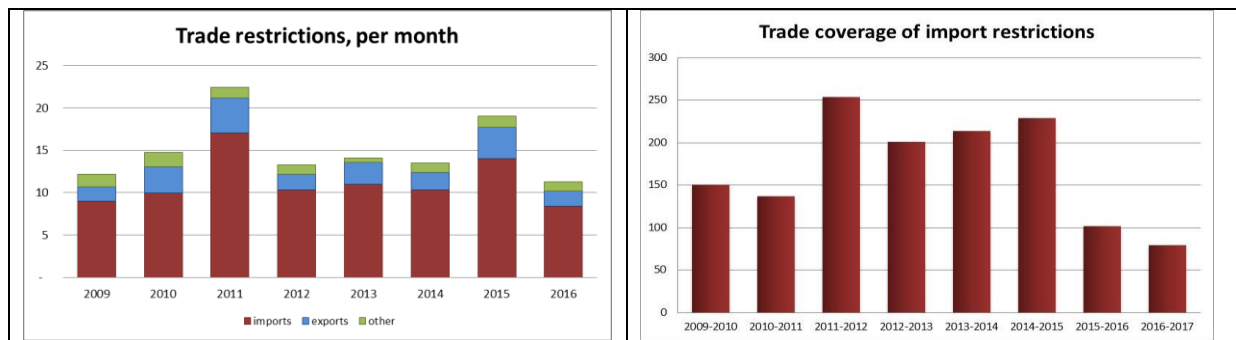 Trade restrictions, per month
25
20
15
10
5
-
2009 2010 2011 2012 2013 2014 2015 2016
imports exports other
Trade coverage of import restrictions
300
250
200
150
100
50
0
2009-2010 2010-2011 2011-2012 2012-2013 2013-2014 2014-2015 2015-2016 2016-2017